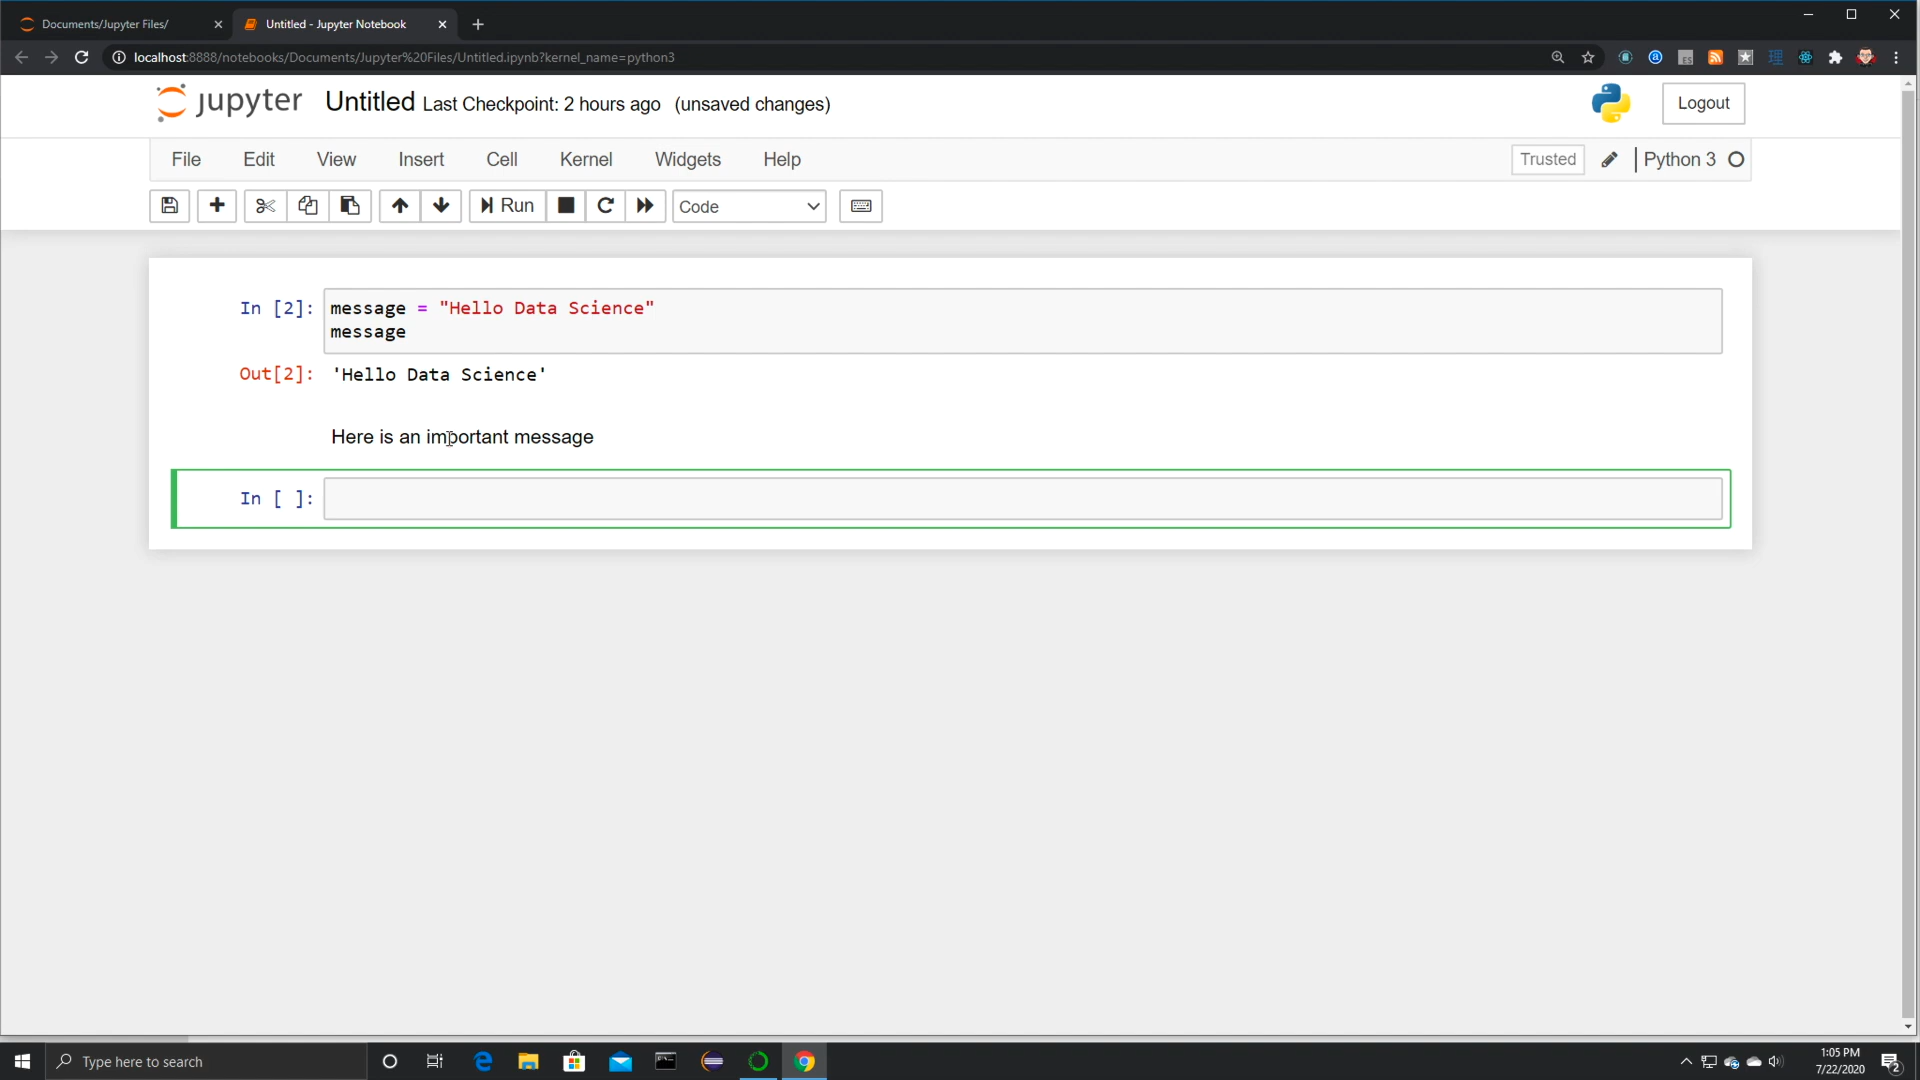 Documents/Jupyter Files/
Untitled - Jupyter Notebook
localhost:8888/notebooks/Documents/Jupyter%20Files/Untitled.ipynb?kernel_name=python3
jupyter Untitled Last Checkpoint: 2 hours ago (unsaved changes)
Logout
File Edit View Insert Cell Kernel Widgets Help
Trusted Python 3
Run Code
In [2]: message = "Hello Data Science"
message
Out[2]: 'Hello Data Science'
Here is an important message
In [ ]:
Type here to search
1:05 PM
7/22/2020
2